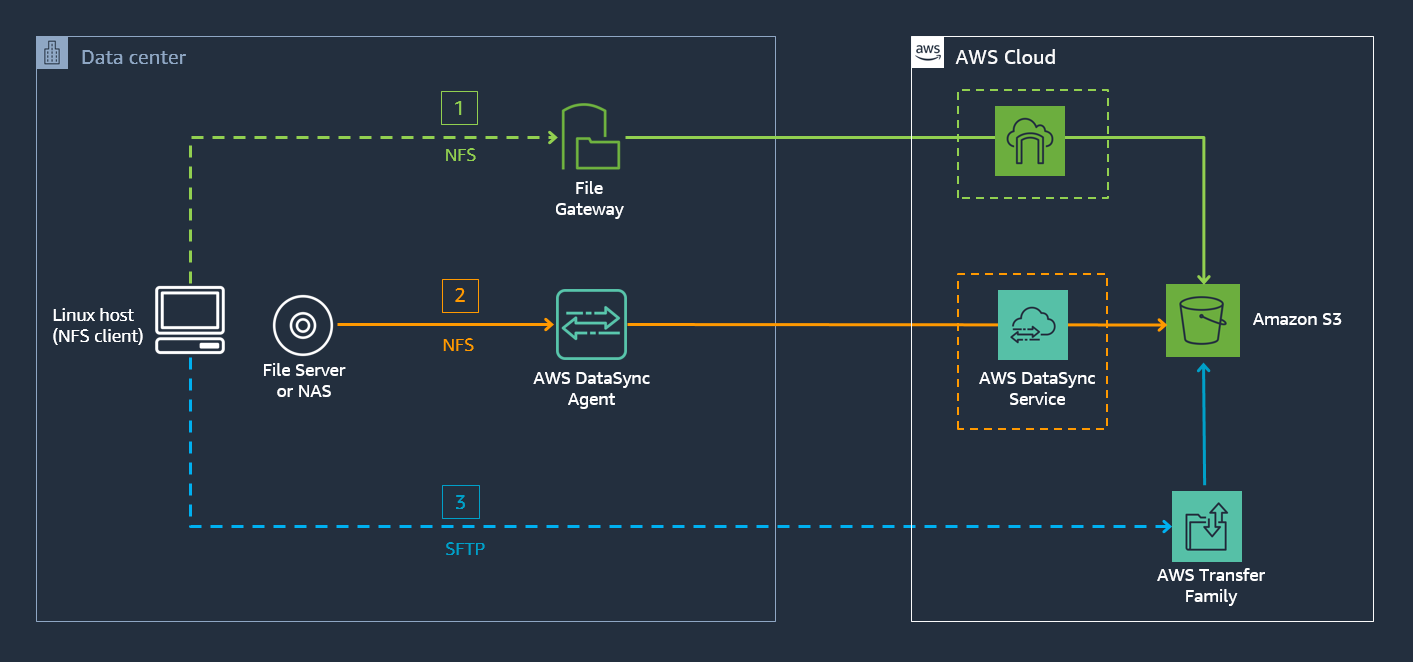 Data center
aws
AWS Cloud
1
NFS
File
Gateway
Linux host
(NFS client)
File Server
or NAS
2
NFS
AWS DataSync
Agent
AWS DataSync
Service
Amazon S3
3
SFTP
AWS Transfer
Family